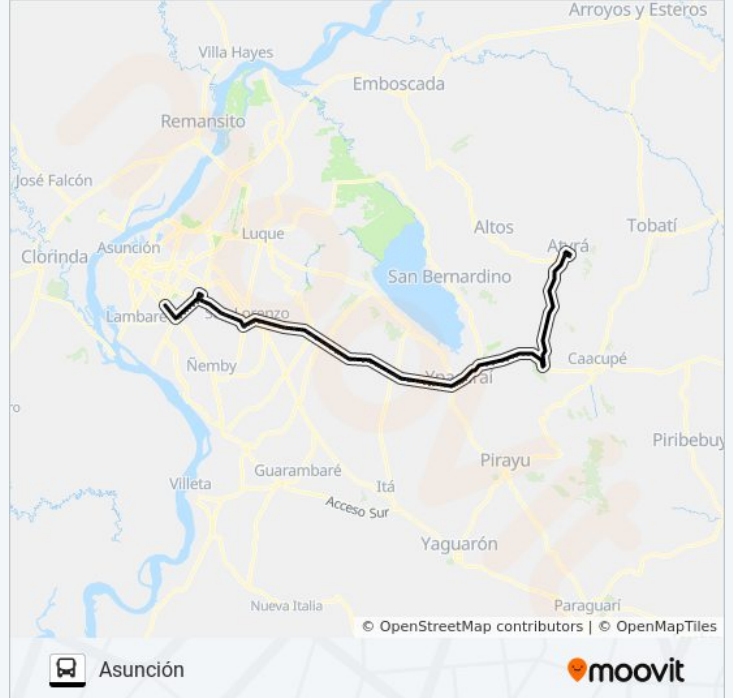 Arroyos y Esteros
Villa Hayes
Emboscada
Remansito
José Falcón
Tobatí
Altos
Luque
Asunción
Atyrá
Clorinda
San Bernardino
San Lorenzo
Lambaré
Caacupé
Ñemby
Ypacaraí
ro
Piribebuy
Pirayu
Guarambaré
Villeta
Itá
Acceso Sur
Yaguarón
Nueva Italia
Paraguarí
© OpenStreetMap contributors | © OpenMapTiles
Asunción
moovit